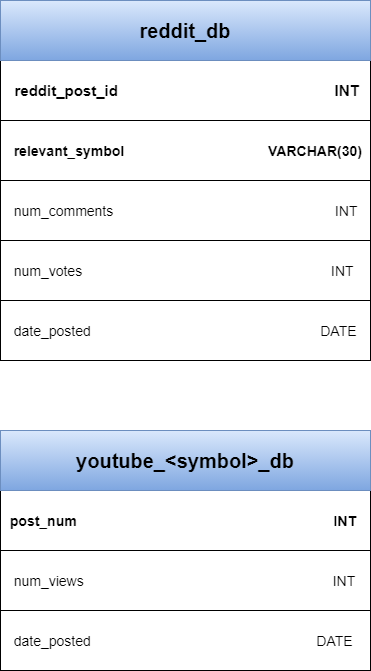 reddit_db
reddit_post_id INT
relevant_symbol VARCHAR(30)
num_comments INT
num_votes INT
date_posted DATE
youtube_<symbol>_db
post_num INT
num_views INT
date_posted DATE